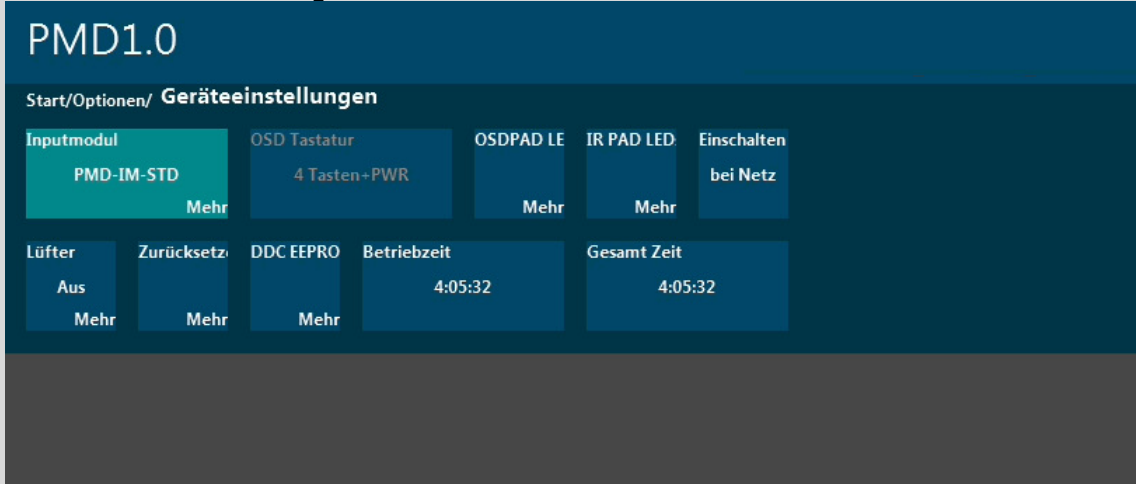 PMD1.0
Start/Optionen/ Geräteeinstellungen
Inputmodul
PMD-IM-STD
Mehr
OSD Tastatur
4 Tasten+PWR
OSDPAD LE
Mehr
IR PAD LED
Mehr
Einschalten
bei Netz
Lüfter
Aus
Mehr
Zurücksetz
Mehr
DDC EEPRO
Mehr
Betriebzeit
4:05:32
Gesamt Zeit
4:05:32